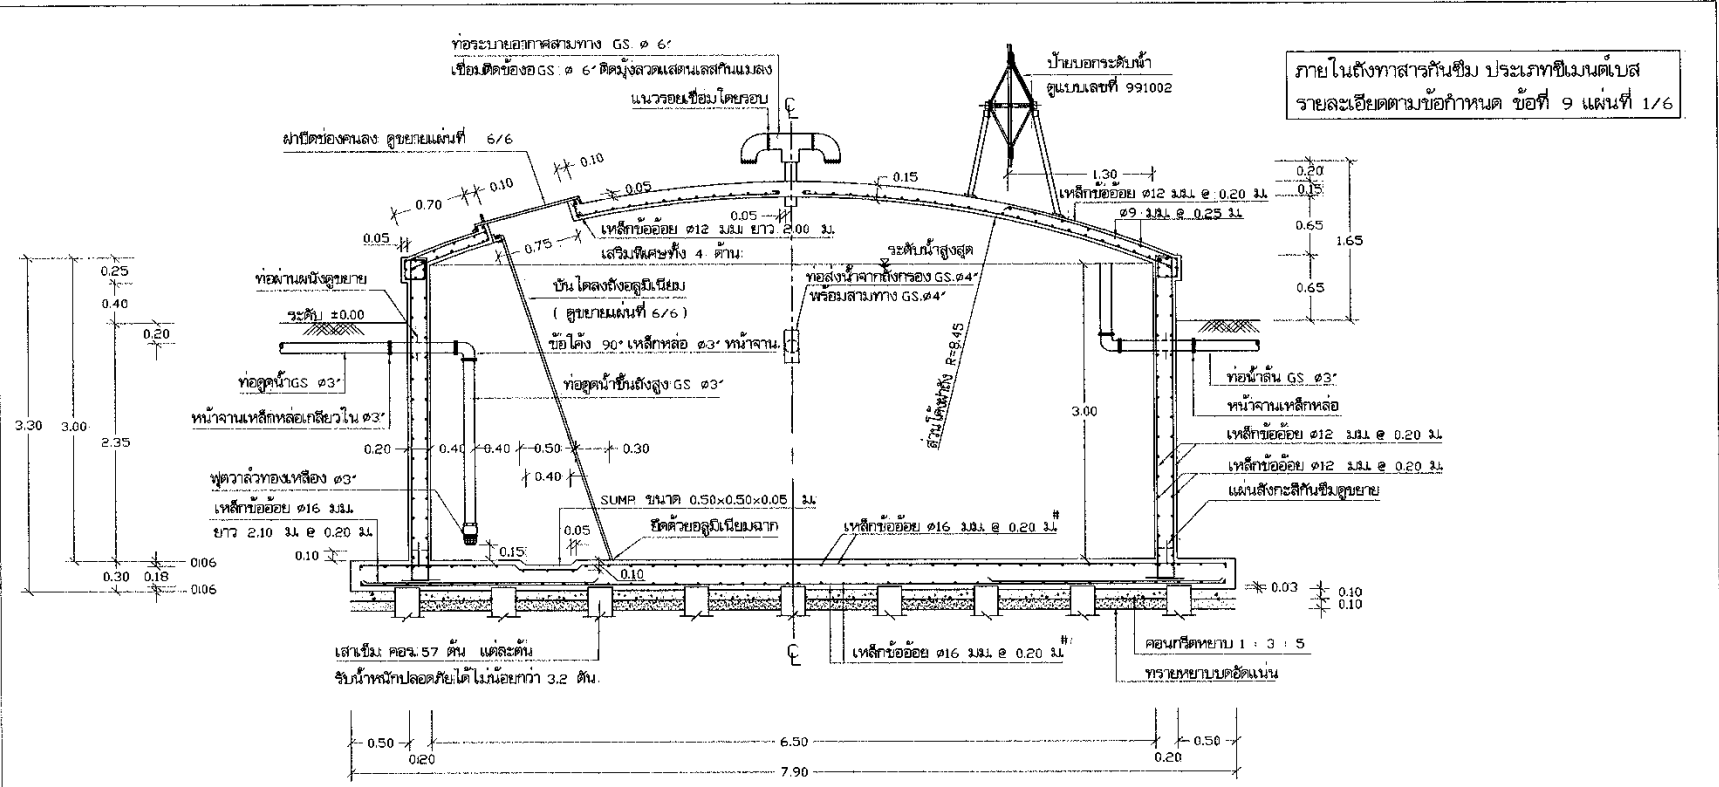 ท่อระบายอากาศสามทาง GS. ø 6"
เชื่อมติดข้องอ GS. ø 6" ติดมุ้งลวดแสตนเลสกันแมลง
แนวรอยเชื่อมโดยรอบ
ป้ายบอกระดับน้ำ
ดูแบบเลขที่ 991002
ภายในถังทาสารกันซึม ประเภทซีเมนต์เบส
รายละเอียดตามข้อกำหนด ข้อที่ 9 แผ่นที่ 1/6
ฝาปิดช่องคนลง ดูขยายแผ่นที่ 6/6
0.10
0.10
0.70
0.05
0.15
1.30
0.20
0.15
0.65
1.65
0.65
เหล็กข้ออ้อย ø12 มม. @ 0.20 ม.
ø9 มม. @ 0.25 ม.
0.05
0.05
0.75
เหล็กข้ออ้อย ø12 มม. ยาว 2.00 ม.
เสริมพิเศษทั้ง 4 ด้าน
ระดับน้ำสูงสุด
ท่อส่งน้ำจากถังกรอง GS.ø4"
พร้อมสามทาง GS.ø4"
0.25
0.40
0.20
ท่อผ่านผนังดูขยาย
ระดับ ±0.00
บันไดลงถังอลูมิเนียม
( ดูขยายแผ่นที่ 6/6 )
ข้อโค้ง 90° เหล็กหล่อ ø3" หน้าจาน
ท่อดูดน้ำ GS ø3"
ท่อดูดน้ำขึ้นถังสูง GS ø3"
ส่วนโค้งฝาถัง R=8.45
ท่อน้ำล้น GS ø3"
หน้าจานเหล็กหล่อ
หน้าจานเหล็กหล่อเกลียวใน ø3"
3.30
3.00
2.35
3.00
0.20
0.40
0.40
0.50
0.30
0.40
เหล็กข้ออ้อย ø12 มม. @ 0.20 ม.
เหล็กข้ออ้อย ø12 มม. @ 0.20 ม.
แผ่นสังกะสีกันซึมดูขยาย
ฟุตวาล์วทองเหลือง ø3"
เหล็กข้ออ้อย ø16 มม.
ยาว 2.10 ม. @ 0.20 ม.
SUMP ขนาด 0.50x0.50x0.05 ม.
ยึดด้วยอลูมิเนียมฉาก
เหล็กข้ออ้อย ø16 มม. @ 0.20 ม.#
0.05
0.10
0.15
0.10
0.06
0.30
0.18
0.06
0.03
0.10
0.10
เสาเข็ม คอร. 57 ต้น แต่ละต้น
รับน้ำหนักปลอดภัยได้ไม่น้อยกว่า 3.2 ตัน
เหล็กข้ออ้อย ø16 มม. @ 0.20 ม.#
คอนกรีตหยาบ 1 : 3 : 5
ทรายหยาบบดอัดแน่น
0.50
0.20
6.50
0.20
0.50
7.90